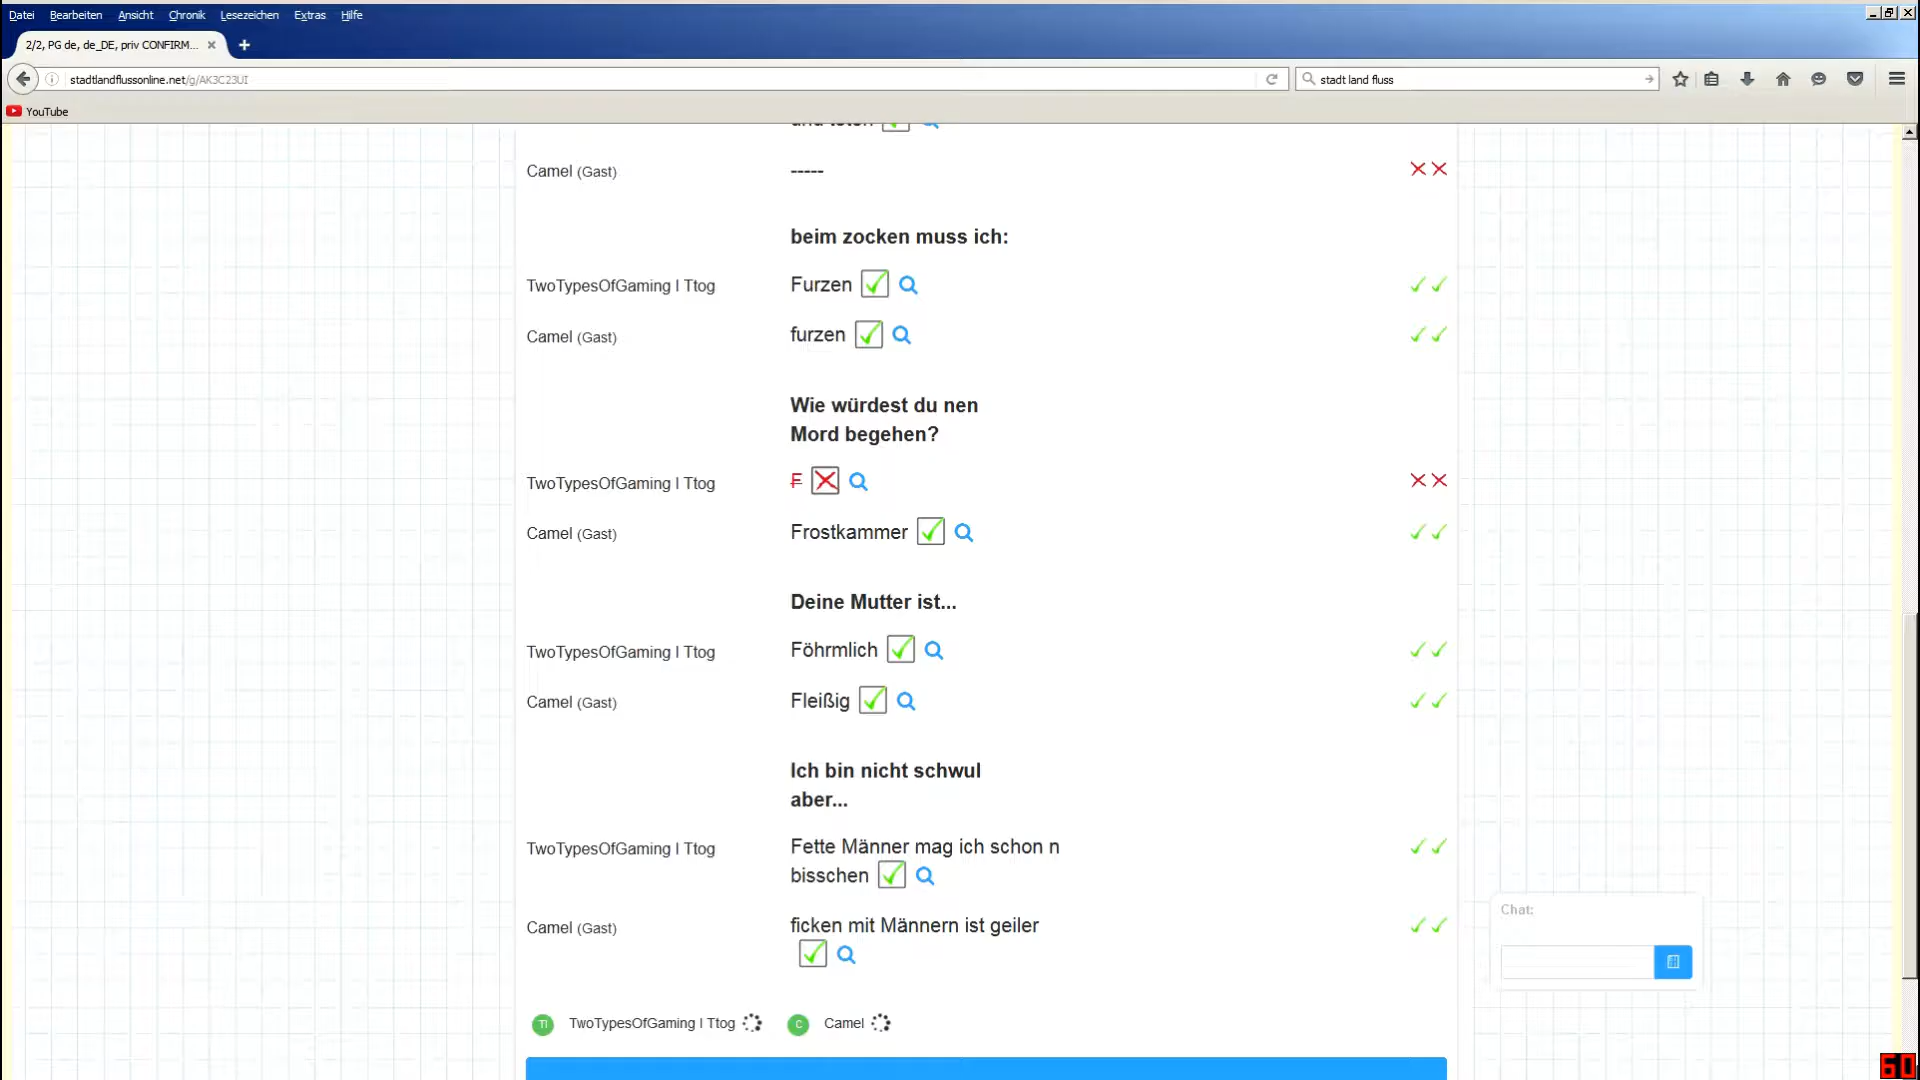 Datei Bearbeiten Ansicht Chronik Lesezeichen Extras Hilfe
2/2, PG de, de_DE, priv CONFIRM...
stadtlandflussonline.net/g/AK3C23UI
stadt land fluss
YouTube
und töten
Camel (Gast) -----
beim zocken muss ich:
TwoTypesOfGaming I Ttog Furzen
Camel (Gast) furzen
Wie würdest du nen
Mord begehen?
TwoTypesOfGaming I Ttog F
Camel (Gast) Frostkammer
Deine Mutter ist...
TwoTypesOfGaming I Ttog Föhrmlich
Camel (Gast) Fleißig
Ich bin nicht schwul
aber...
TwoTypesOfGaming I Ttog Fette Männer mag ich schon n
bisschen
Camel (Gast) ficken mit Männern ist geiler
Chat:
TI TwoTypesOfGaming I Ttog C Camel
60